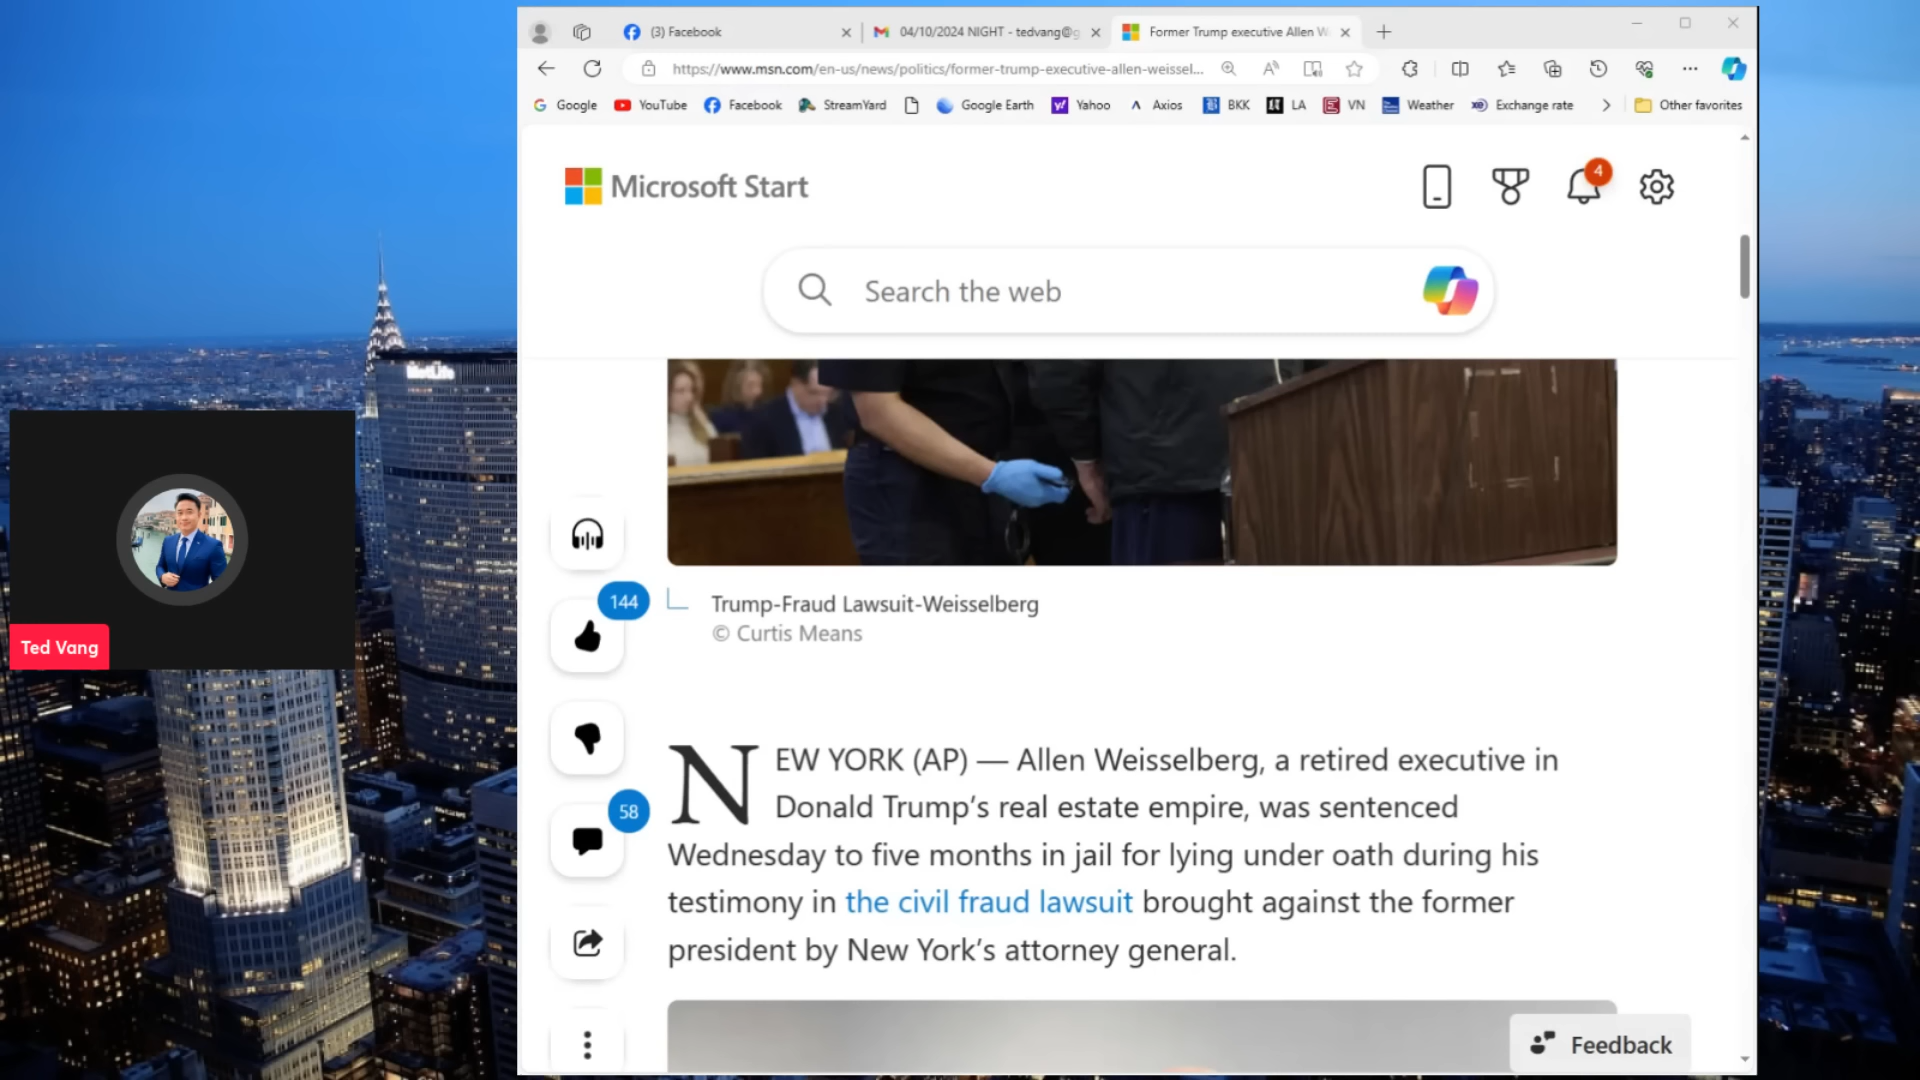 (3) Facebook
04/10/2024 NIGHT - tedvang@g
Former Trump executive Allen W
https://www.msn.com/en-us/news/politics/former-trump-executive-allen-weissel...
Google
YouTube
Facebook
StreamYard
Google Earth
Yahoo
Axios
BKK
LA
VN
Weather
Exchange rate
Other favorites
Microsoft Start
4
Search the web
MetLife
144
Trump-Fraud Lawsuit-Weisselberg
© Curtis Means
Ted Vang
NEW YORK (AP) — Allen Weisselberg, a retired executive in
Donald Trump’s real estate empire, was sentenced
58
Wednesday to five months in jail for lying under oath during his
testimony in the civil fraud lawsuit brought against the former
president by New York’s attorney general.
Feedback